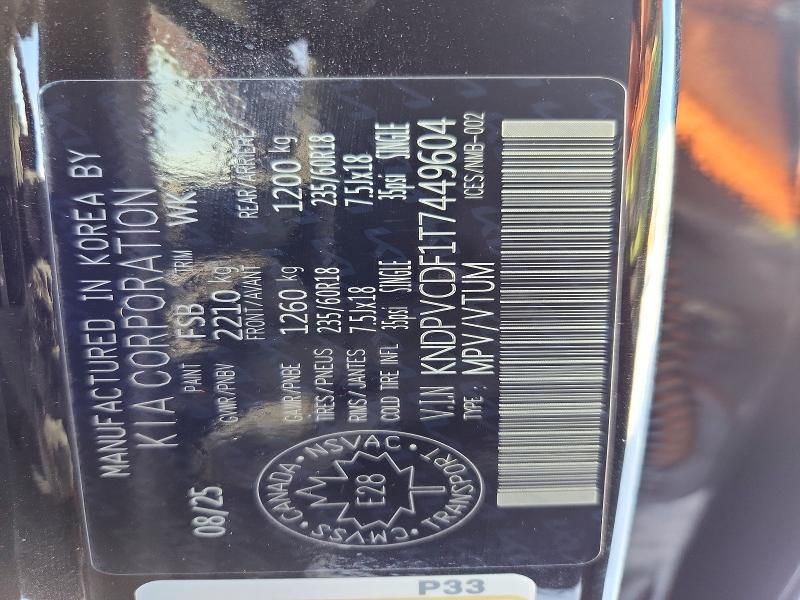 MANUFACTURED IN KOREA BY
KIA CORPORATION
08/25
PAINT FSB TRIM WK
GVWR/PNBV 2210 kg
FRONT/AVANT REAR/ARRIERE
GAWR/PNBE 1260 kg 1200 kg
TIRES/PNEUS 235/60R18 235/60R18
RIMS/JANTES 7.5Jx18 7.5Jx18
COLD TIRE INFL 35psi SINGLE 35psi SINGLE
V.I.N KNDPVCDF1T7449604
TYPE : MPV/VTUM ICES/NMB-002
CANADA • NSVAC • TRANSPORT • CMVSS •
E28
P33